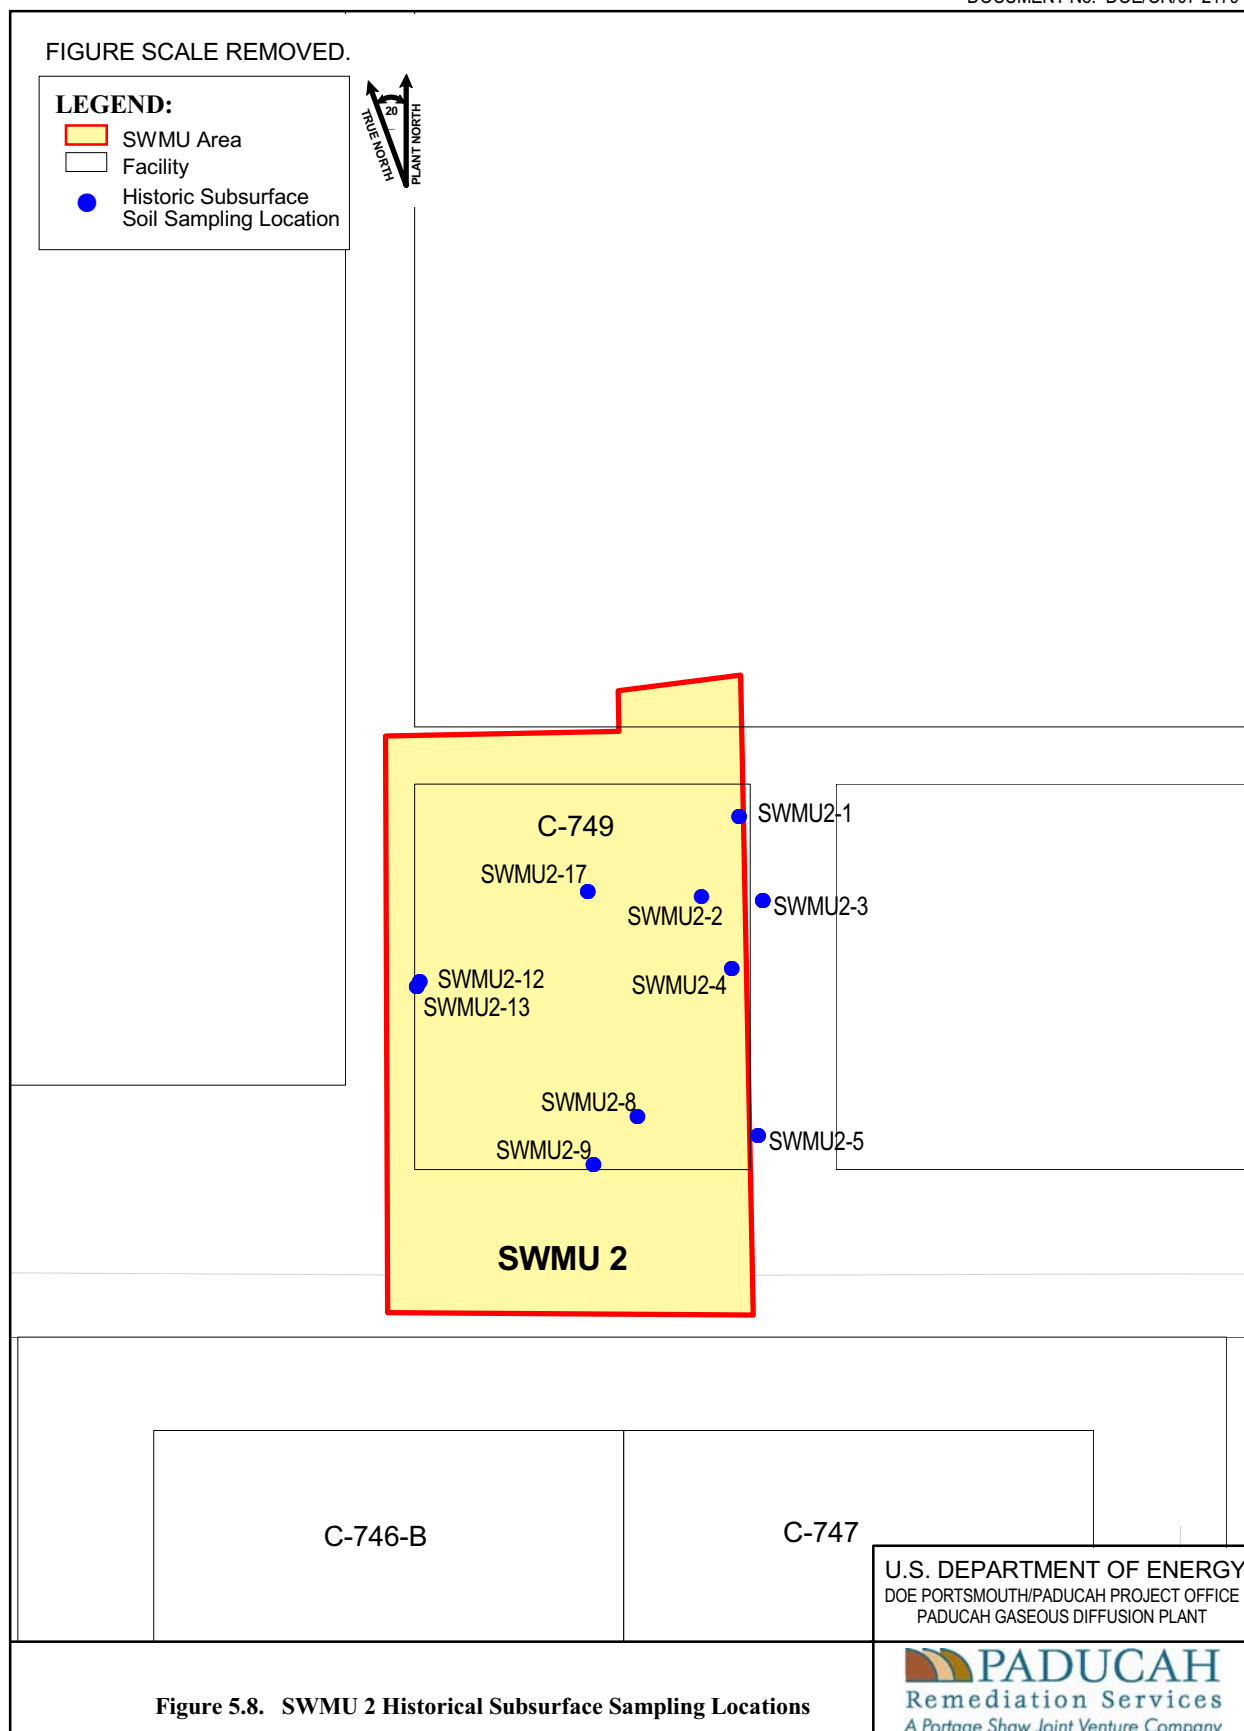 FIGURE SCALE REMOVED.
LEGEND:
SWMU Area
Facility
Historic Subsurface
Soil Sampling Location
20
TRUE NORTH
PLANT NORTH
C-749
SWMU2-1
SWMU2-17
SWMU2-2
SWMU2-3
SWMU2-12
SWMU2-4
SWMU2-13
SWMU2-8
SWMU2-5
SWMU2-9
SWMU 2
C-746-B
C-747
U.S. DEPARTMENT OF ENERGY
DOE PORTSMOUTH/PADUCAH PROJECT OFFICE
PADUCAH GASEOUS DIFFUSION PLANT
Figure 5.8. SWMU 2 Historical Subsurface Sampling Locations
PADUCAH
Remediation Services
A Portage Shaw Joint Venture Company